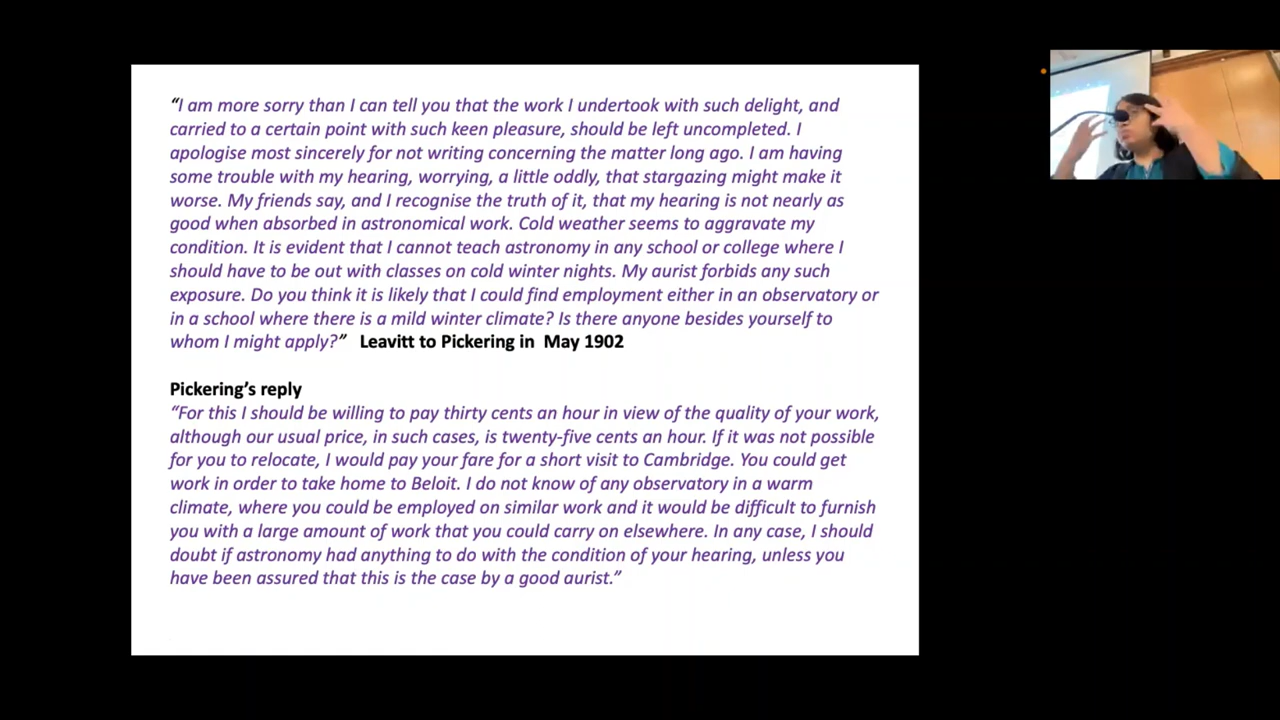 “I am more sorry than I can tell you that the work I undertook with such delight, and
carried to a certain point with such keen pleasure, should be left uncompleted. I
apologise most sincerely for not writing concerning the matter long ago. I am having
some trouble with my hearing, worrying, a little oddly, that stargazing might make it
worse. My friends say, and I recognise the truth of it, that my hearing is not nearly as
good when absorbed in astronomical work. Cold weather seems to aggravate my
condition. It is evident that I cannot teach astronomy in any school or college where I
should have to be out with classes on cold winter nights. My aurist forbids any such
exposure. Do you think it is likely that I could find employment either in an observatory or
in a school where there is a mild winter climate? Is there anyone besides yourself to
whom I might apply?” Leavitt to Pickering in May 1902
Pickering’s reply
“For this I should be willing to pay thirty cents an hour in view of the quality of your work,
although our usual price, in such cases, is twenty-five cents an hour. If it was not possible
for you to relocate, I would pay your fare for a short visit to Cambridge. You could get
work in order to take home to Beloit. I do not know of any observatory in a warm
climate, where you could be employed on similar work and it would be difficult to furnish
you with a large amount of work that you could carry on elsewhere. In any case, I should
doubt if astronomy had anything to do with the condition of your hearing, unless you
have been assured that this is the case by a good aurist.”